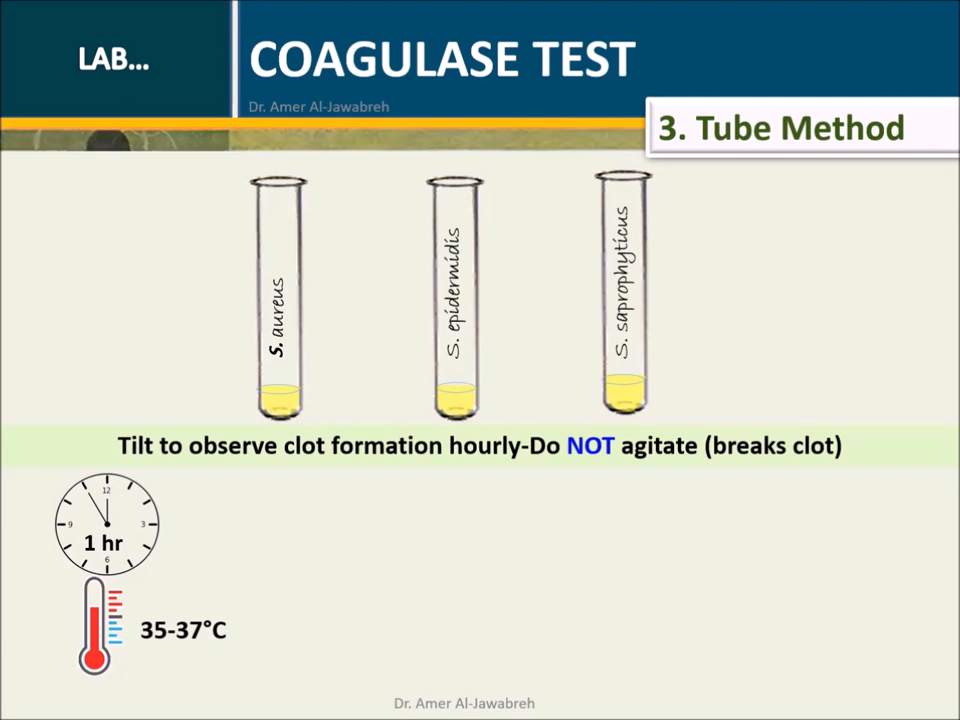 LAB...
COAGULASE TEST
Dr. Amer Al-Jawabreh
3. Tube Method
S. aureus
S. epidermidis
S. saprophyticus
Tilt to observe clot formation hourly-Do NOT agitate (breaks clot)
12
9
3
1 hr
6
35-37°C
Dr. Amer Al-Jawabreh